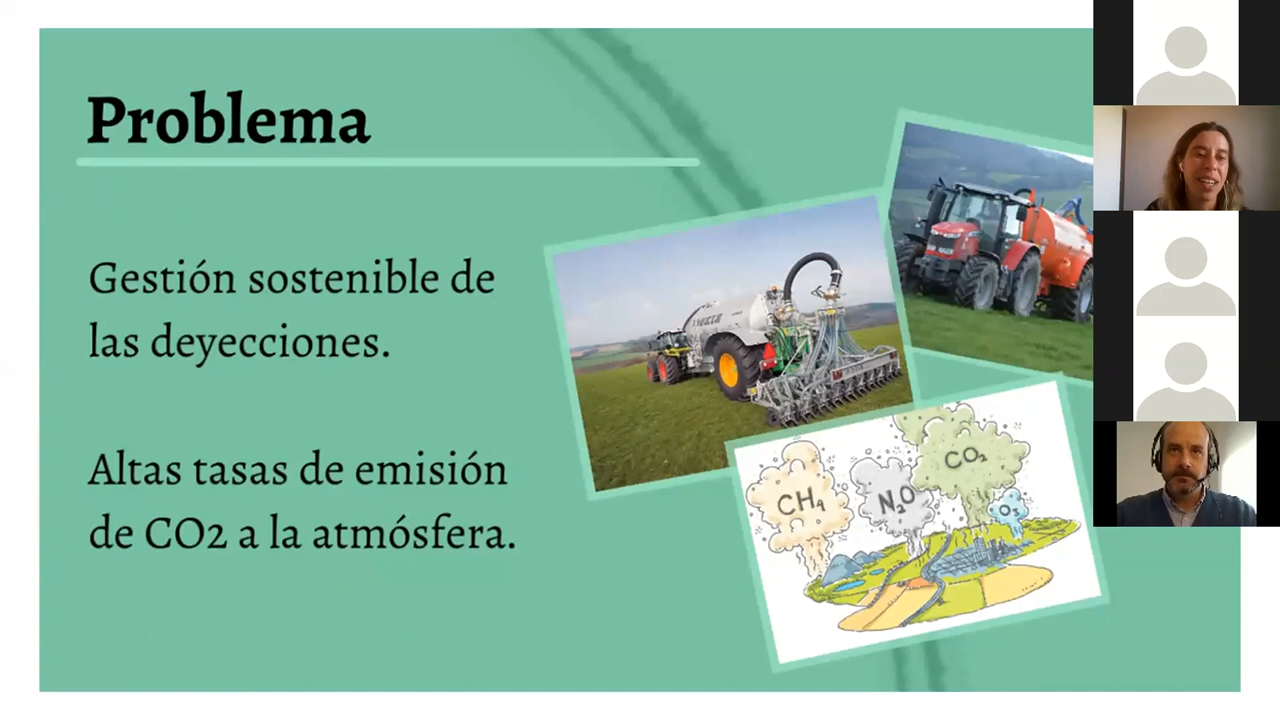 Problema
Gestión sostenible de
las deyecciones.
Altas tasas de emisión
de CO2 a la atmósfera.
CH₄
N₂O
CO₂
O₃